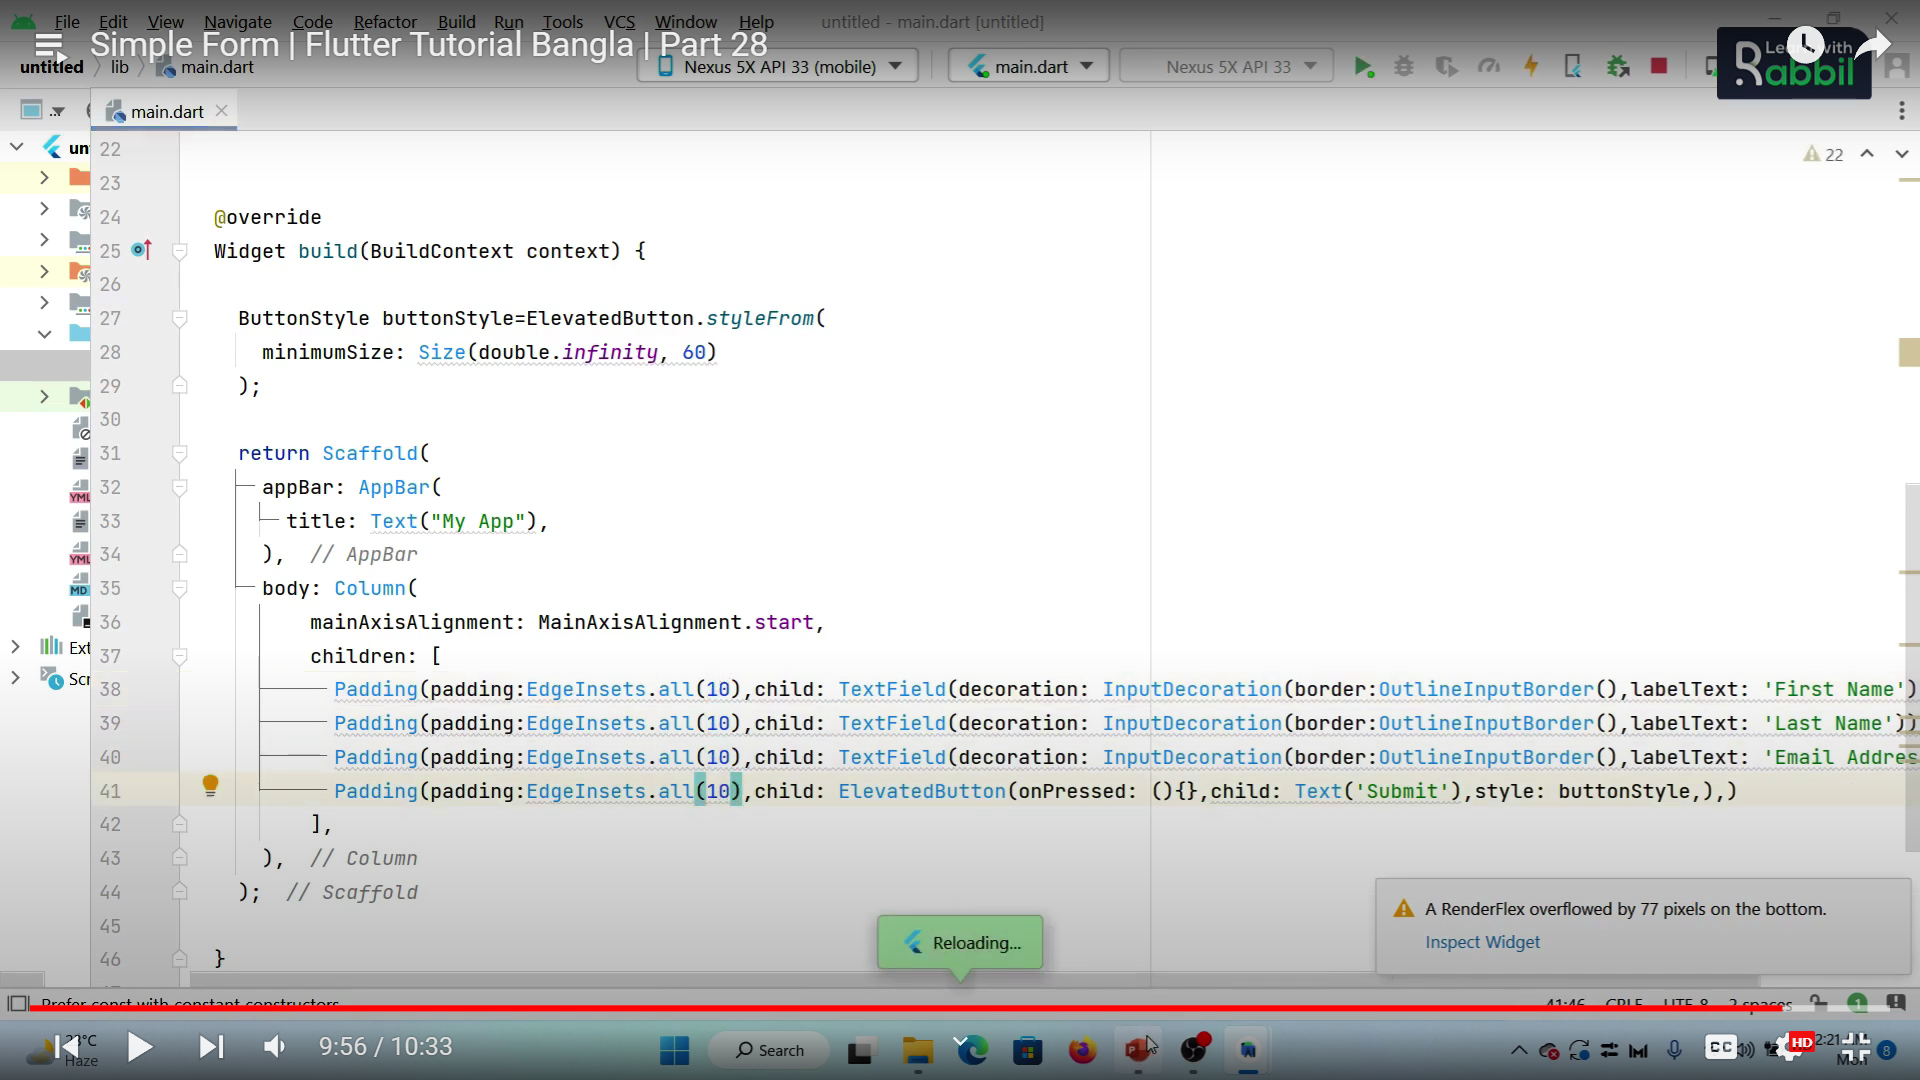 File Edit View Navigate Code Refactor Build Run Tools VCS Window Help untitled - main.dart [untitled]
Simple Form | Flutter Tutorial Bangla | Part 28
untitled lib main.dart Nexus 5X API 33 (mobile) main.dart Nexus 5X API 33
Learn with
Rabbil
main.dart
22
22
23
24 @override
25 Widget build(BuildContext context) {
26
27 ButtonStyle buttonStyle=ElevatedButton.styleFrom(
28 minimumSize: Size(double.infinity, 60)
29 );
30
31 return Scaffold(
32 appBar: AppBar(
33 title: Text("My App"),
34 ), // AppBar
35 body: Column(
36 mainAxisAlignment: MainAxisAlignment.start,
37 children: [
38 Padding(padding:EdgeInsets.all(10),child: TextField(decoration: InputDecoration(border:OutlineInputBorder(),labelText: 'First Name')
39 Padding(padding:EdgeInsets.all(10),child: TextField(decoration: InputDecoration(border:OutlineInputBorder(),labelText: 'Last Name'))
40 Padding(padding:EdgeInsets.all(10),child: TextField(decoration: InputDecoration(border:OutlineInputBorder(),labelText: 'Email Addres
41 Padding(padding:EdgeInsets.all(10),child: ElevatedButton(onPressed: (){},child: Text('Submit'),style: buttonStyle,),)
42 ],
43 ), // Column
44 ); // Scaffold
45
46 }
un
YML
YML
MD
Ext
Scr
A RenderFlex overflowed by 77 pixels on the bottom.
Inspect Widget
Reloading...
Prefer const with constant constructors
41:46 CRLF UTF-8 2 spaces 1
9:56 / 10:33
Haze
Search
CC HD
8